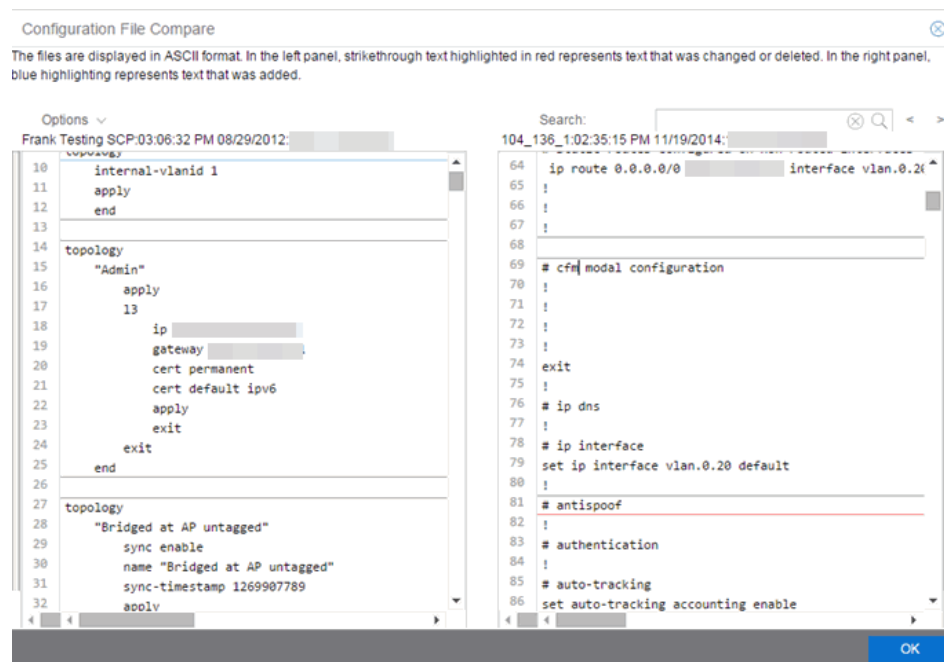 Configuration File Compare
The files are displayed in ASCII format. In the left panel, strikethrough text highlighted in red represents text that was changed or deleted. In the right panel,
blue highlighting represents text that was added.
Options
Search:
Frank Testing SCP:03:06:32 PM 08/29/2012:
104_136_1:02:35:15 PM 11/19/2014:
topology
10 internal-vlanid 1
11 apply
12 end
13
14 topology
15 "Admin"
16 apply
17 l3
18 ip
19 gateway
20 cert permanent
21 cert default ipv6
22 apply
23 exit
24 exit
25 end
26
27 topology
28 "Bridged at AP untagged"
29 sync enable
30 name "Bridged at AP untagged"
31 sync-timestamp 1269907789
32 apply
64 ip route 0.0.0.0/0 interface vlan.0.20
65 !
66 !
67 !
68
69 # cfm modal configuration
70 !
71 !
72 !
73 !
74 exit
75 !
76 # ip dns
77 !
78 # ip interface
79 set ip interface vlan.0.20 default
80 !
81 # antispoof
82 !
83 # authentication
84 !
85 # auto-tracking
86 set auto-tracking accounting enable
OK